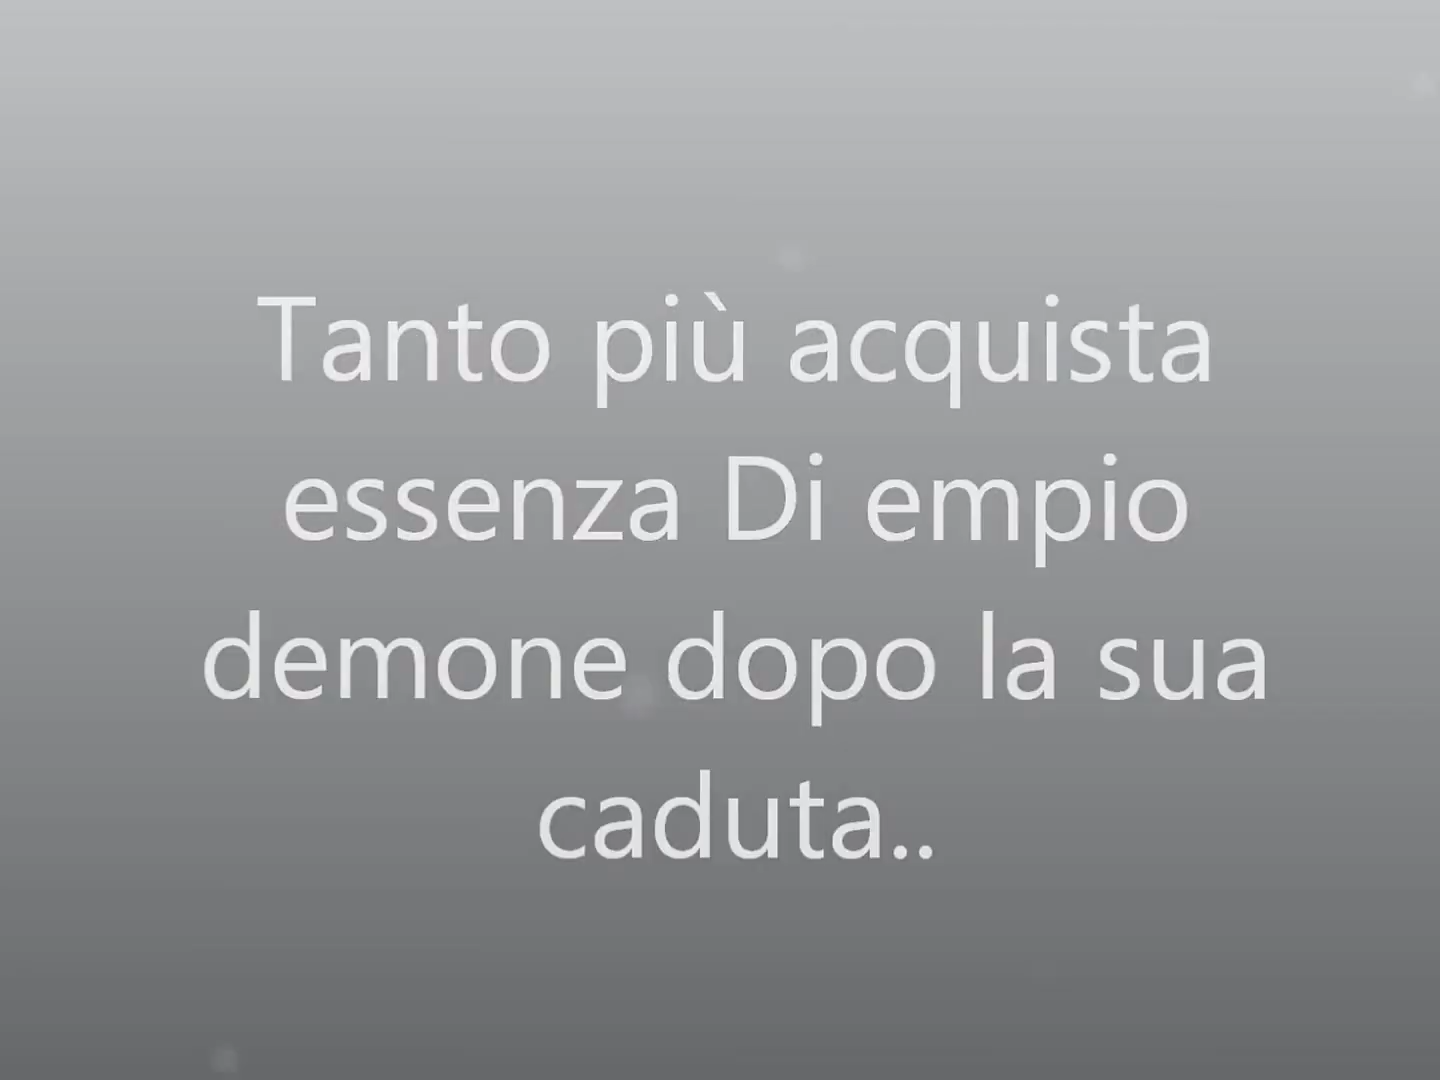 Tanto più acquista
essenza Di empio
demone dopo la sua
caduta..